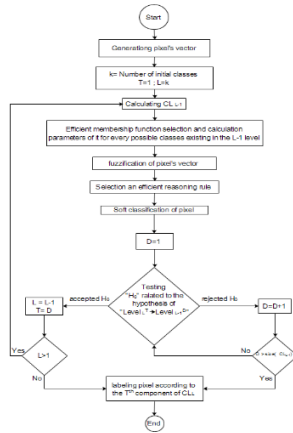 Start
Generationg pixel's vector
k= Number of initial classes
T=1 ; L=k
Calculating CL L-1
Efficient membership function selection and calculation
parameters of it for every possible classes existing in the L-1 level
fuzzification of pixel's vector
Selection an efficient reasoning rule
Soft classification of pixel
D=1
Testing
"H₀" ralated to the
hypothesis of
accepted H₀
rejected H₀
L = L-1
T= D
D=D+1
Yes
L>1
No
No
Yes
labeling pixel according to
the Tᵗʰ component of CL
End